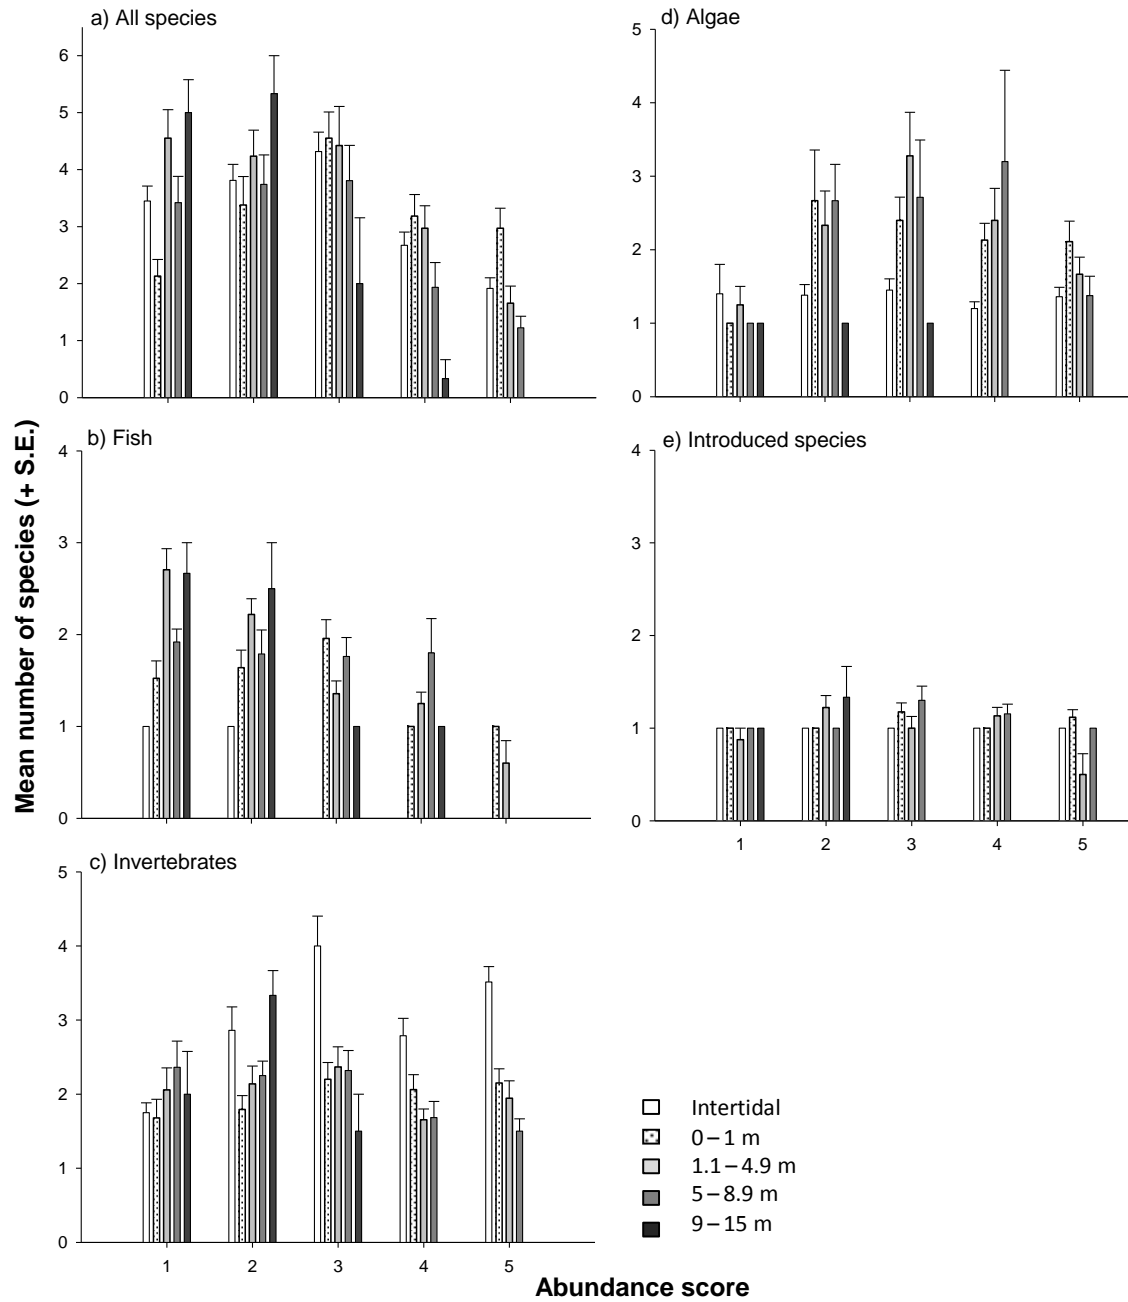 a) All species
6
5
4
3
2
1
0
d) Algae
5
4
3
2
1
0
b) Fish
4
3
2
1
0
e) Introduced species
4
3
2
1
0
1 2 3 4 5
c) Invertebrates
5
4
3
2
1
0
1 2 3 4 5
Mean number of species (+ S.E.)
Abundance score
Intertidal
0 – 1 m
1.1 – 4.9 m
5 – 8.9 m
9 – 15 m